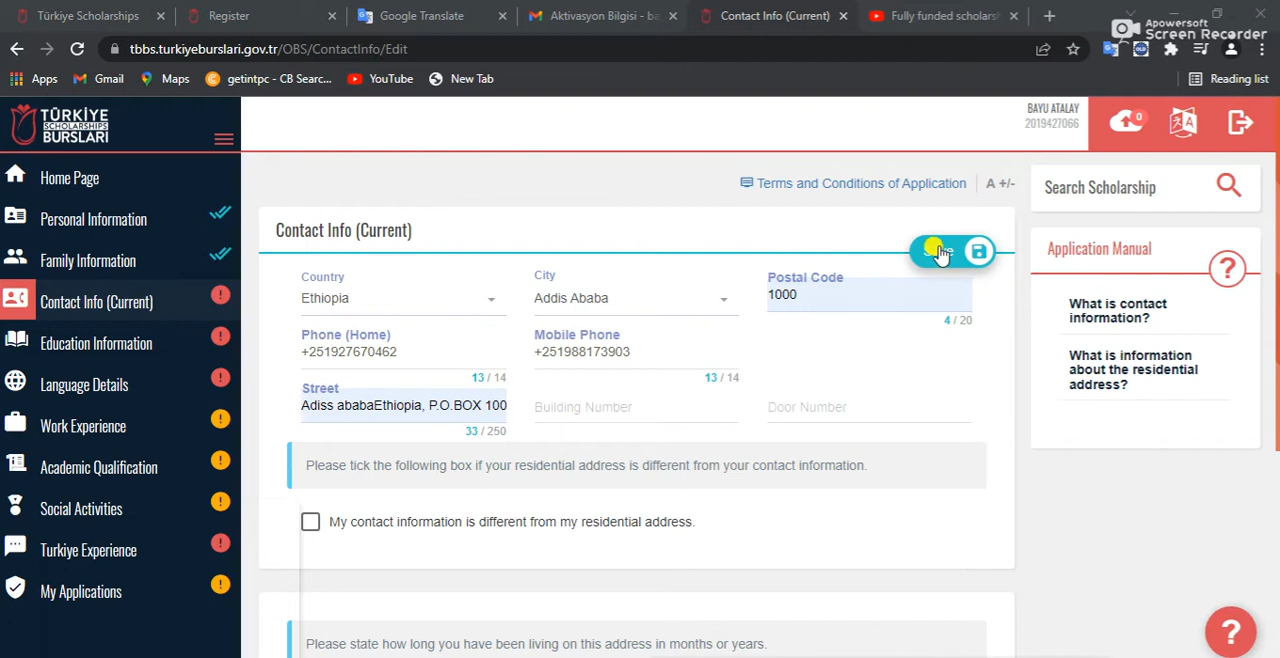 Türkiye Scholarships
Register
Google Translate
Aktivasyon Bilgisi - ba
Contact Info (Current)
Fully funded scholarsh
Apowersoft
Screen Recorder
tbbs.turkiyeburslari.gov.tr/OBS/ContactInfo/Edit
Apps
Gmail
Maps
getintpc - CB Searc...
YouTube
New Tab
Reading list
TÜRKİYE
SCHOLARSHIPS
BURSLARI
BAYU ATALAY
2019427066
0
Home Page
Personal Information
Family Information
Contact Info (Current)
Education Information
Language Details
Work Experience
Academic Qualification
Social Activities
Turkiye Experience
My Applications
Terms and Conditions of Application
A +/-
Contact Info (Current)
Country
Ethiopia
City
Addis Ababa
Postal Code
1000
4 / 20
Phone (Home)
+251927670462
13 / 14
Mobile Phone
+251988173903
13 / 14
Street
Adiss ababaEthiopia, P.O.BOX 100
33 / 250
Building Number
Door Number
Please tick the following box if your residential address is different from your contact information.
My contact information is different from my residential address.
Please state how long you have been living on this address in months or years.
Search Scholarship
Application Manual
?
What is contact
information?
What is information
about the residential
address?
?